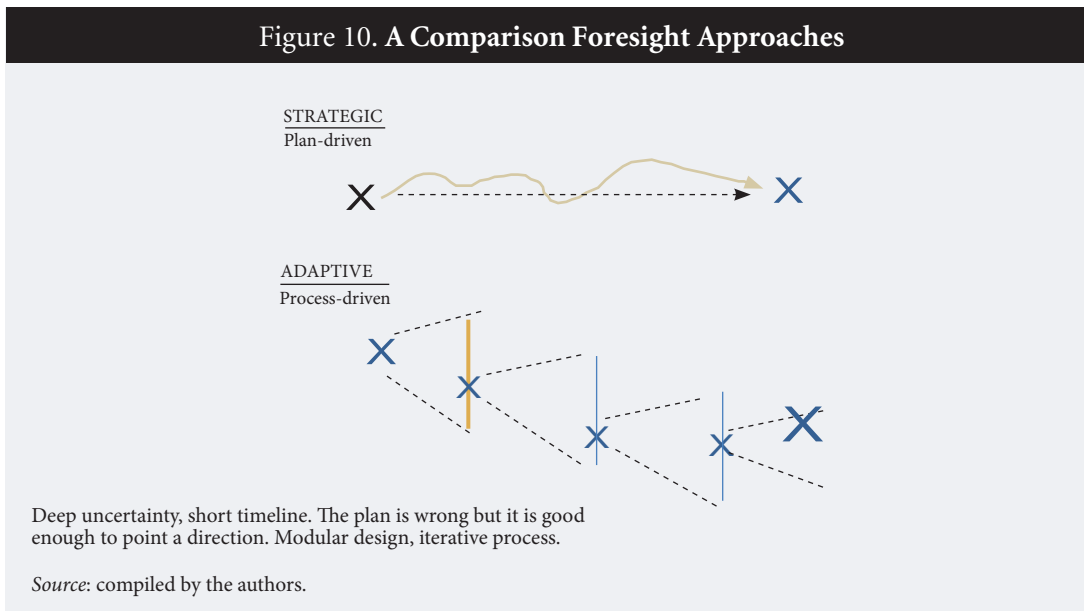 Figure 10. A Comparison Foresight Approaches
STRATEGIC
Plan-driven
ADAPTIVE
Process-driven
Deep uncertainty, short timeline. The plan is wrong but it is good
enough to point a direction. Modular design, iterative process.
Source: compiled by the authors.